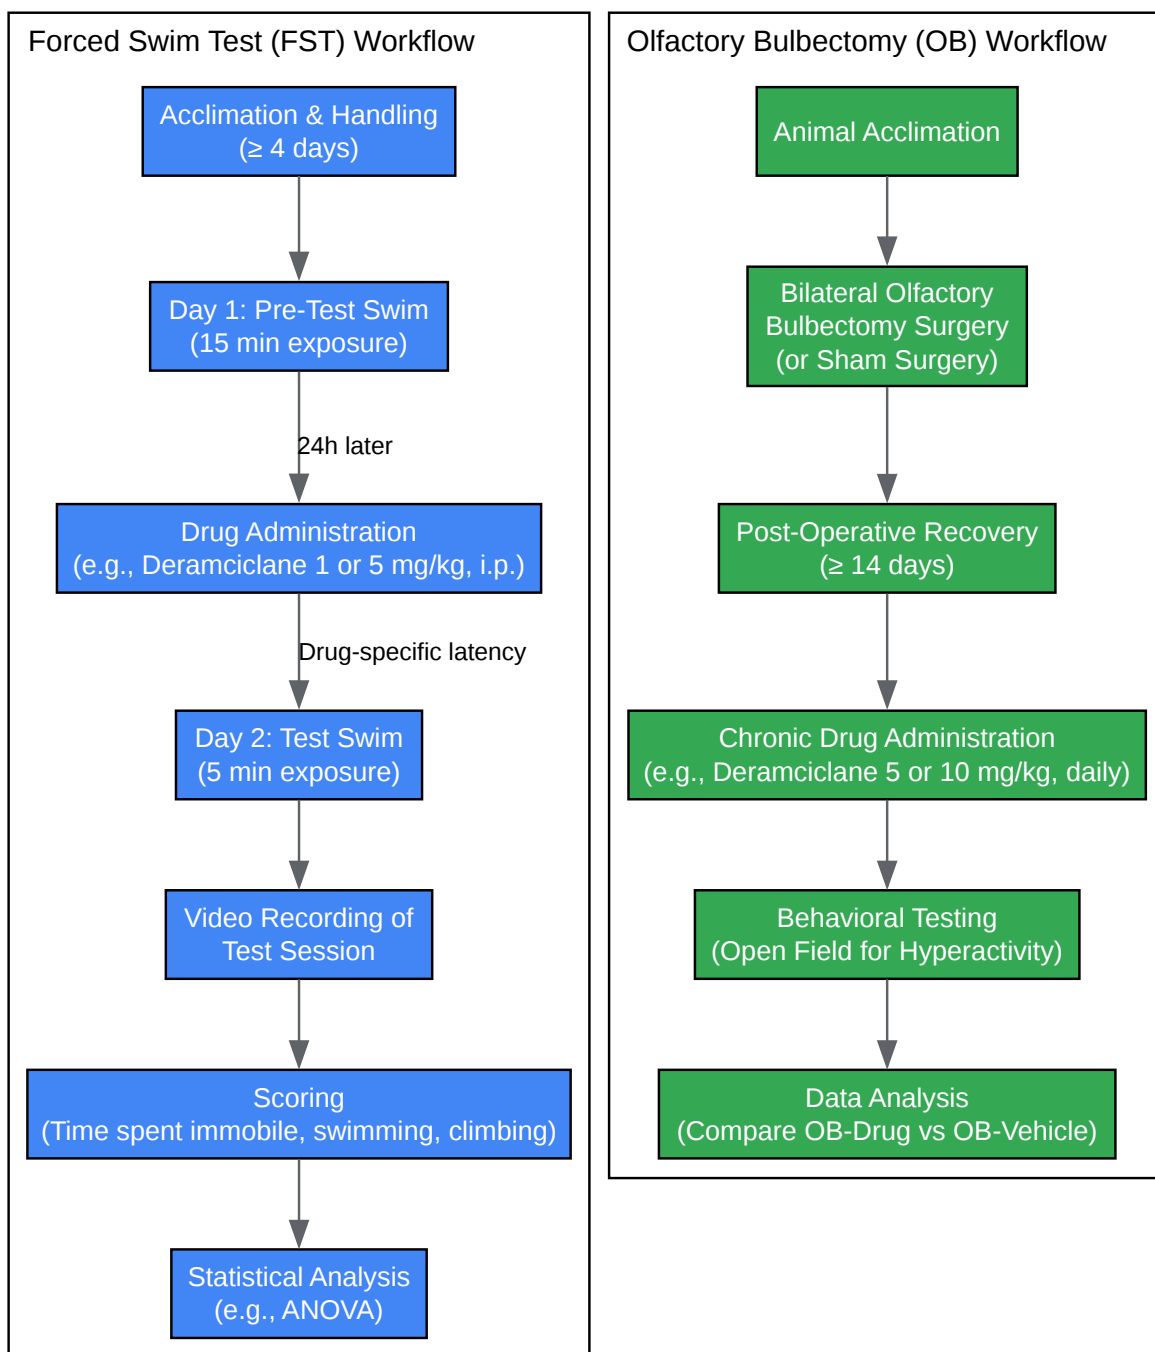 Forced Swim Test (FST) Workflow
Acclimation & Handling
(≥ 4 days)
Day 1: Pre-Test Swim
(15 min exposure)
24h later
Drug Administration
(e.g., Deramciclane 1 or 5 mg/kg, i.p.)
Drug-specific latency
Day 2: Test Swim
(5 min exposure)
Video Recording of
Test Session
Scoring
(Time spent immobile, swimming, climbing)
Statistical Analysis
(e.g., ANOVA)
Olfactory Bulbectomy (OB) Workflow
Animal Acclimation
Bilateral Olfactory
Bulbectomy Surgery
(or Sham Surgery)
Post-Operative Recovery
(≥ 14 days)
Chronic Drug Administration
(e.g., Deramciclane 5 or 10 mg/kg, daily)
Behavioral Testing
(Open Field for Hyperactivity)
Data Analysis
(Compare OB-Drug vs OB-Vehicle)